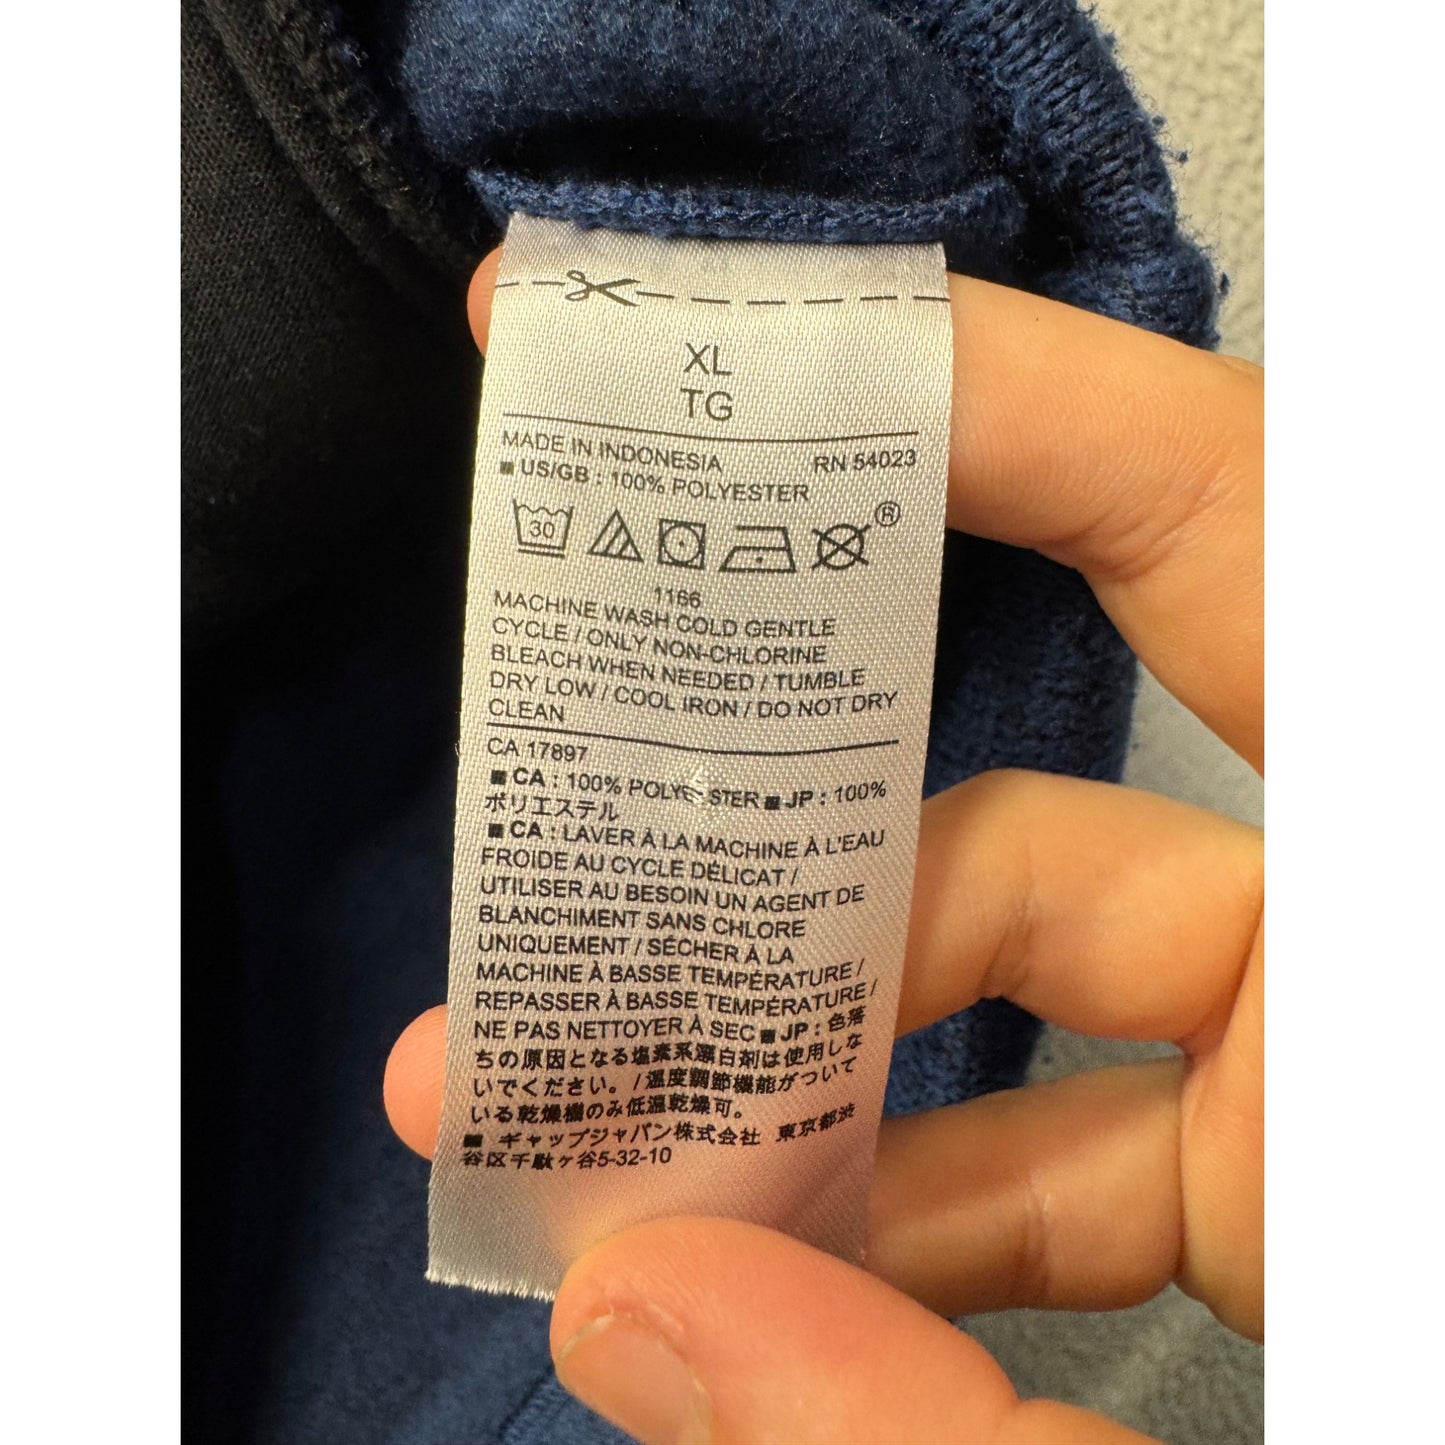 XL
TG
MADE IN INDONESIA RN 54023
■ US/GB : 100% POLYESTER
30 ®
1166
MACHINE WASH COLD GENTLE
CYCLE / ONLY NON-CHLORINE
BLEACH WHEN NEEDED / TUMBLE
DRY LOW / COOL IRON / DO NOT DRY
CLEAN
CA 17897
■ CA : 100% POLYESTER ■ JP : 100%
ポリエステル
■ CA : LAVER À LA MACHINE À L'EAU
FROIDE AU CYCLE DÉLICAT /
UTILISER AU BESOIN UN AGENT DE
BLANCHIMENT SANS CHLORE
UNIQUEMENT / SÉCHER À LA
MACHINE À BASSE TEMPÉRATURE /
REPASSER À BASSE TEMPÉRATURE /
NE PAS NETTOYER À SEC ■ JP : 色落
ちの原因となる塩素系漂白剤は使用しな
いでください。/ 温度調節機能がついて
いる乾燥機のみ低温乾燥可。
■ ギャップジャパン株式会社 東京都渋
谷区千駄ヶ谷5-32-10